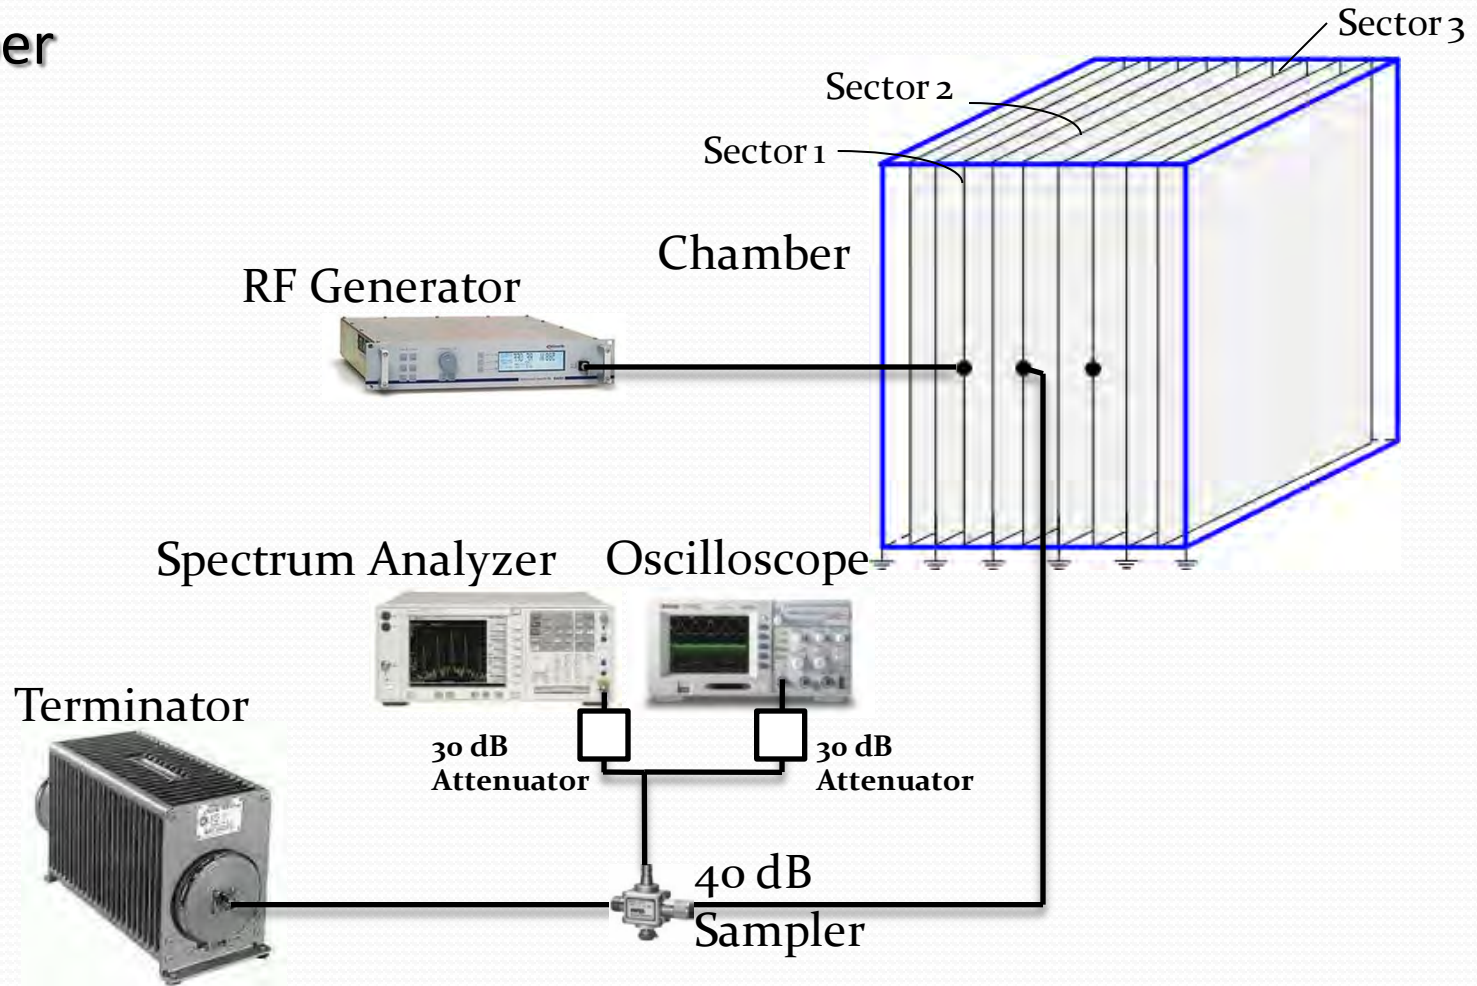 er
Sector 3
Sector 2
Sector 1
Chamber
RF Generator
Spectrum Analyzer
Oscilloscope
Terminator
30 dB
Attenuator
30 dB
Attenuator
40 dB
Sampler